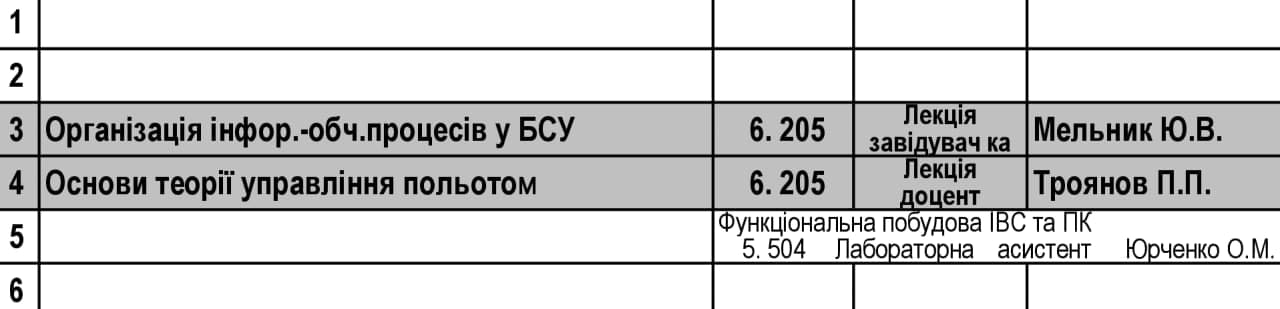 1
2
3 Організація інфор.-обч.процесів у БСУ 6. 205 Лекція завідувач ка Мельник Ю.В.
4 Основи теорії управління польотом 6. 205 Лекція доцент Троянов П.П.
5 Функціональна побудова ІВС та ПК
5. 504 Лабораторна асистент Юрченко О.М.
6